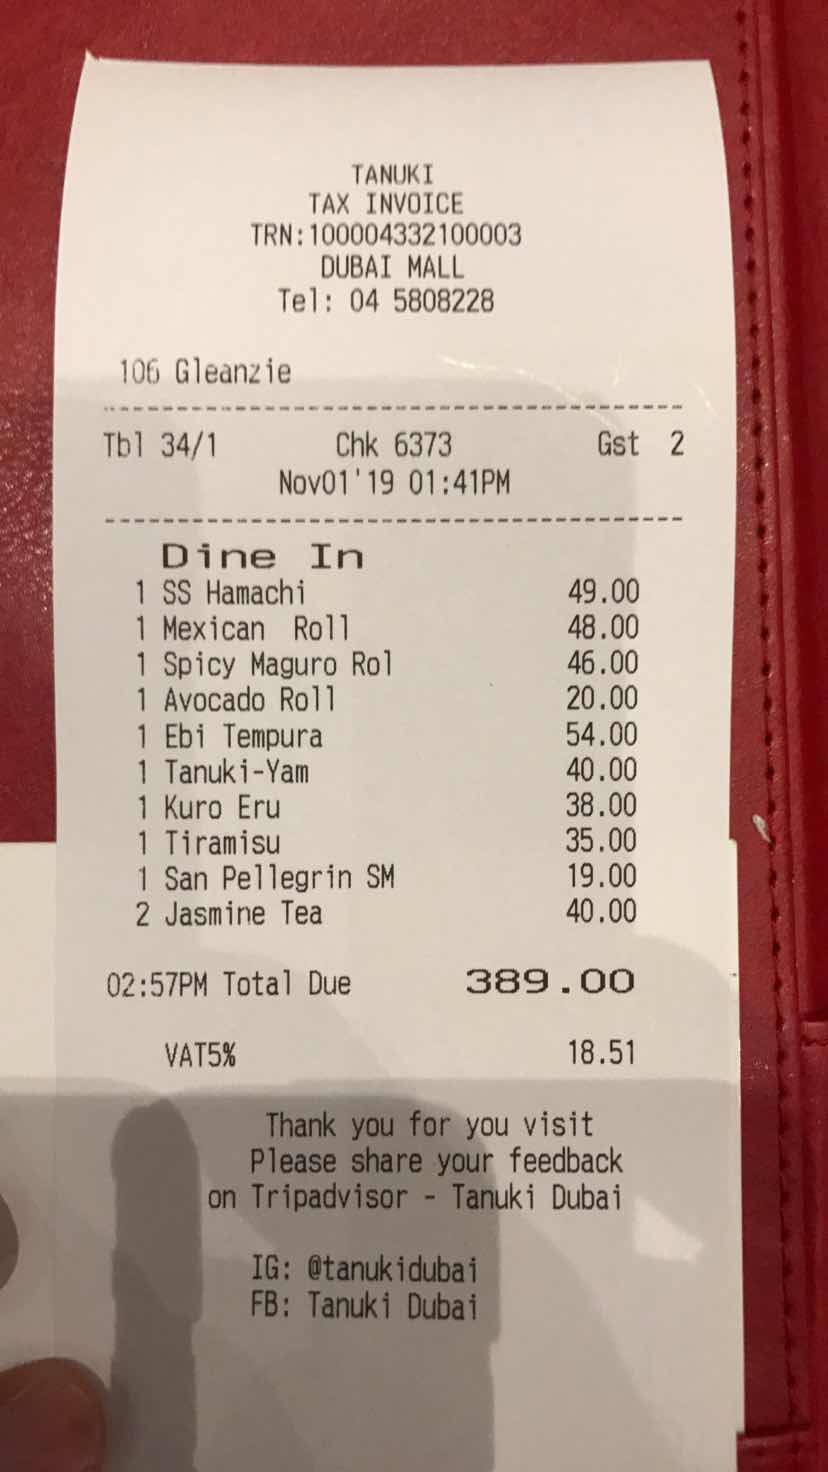 TANUKI
TAX INVOICE
TRN:100004332100003
DUBAI MALL
Tel: 04 5808228
106 Gleanzie
Tbl 34/1 Chk 6373 Gst 2
Nov01'19 01:41PM
Dine In
1 SS Hamachi 49.00
1 Mexican Roll 48.00
1 Spicy Maguro Rol 46.00
1 Avocado Roll 20.00
1 Ebi Tempura 54.00
1 Tanuki-Yam 40.00
1 Kuro Eru 38.00
1 Tiramisu 35.00
1 San Pellegrin SM 19.00
2 Jasmine Tea 40.00
02:57PM Total Due 389.00
VAT5% 18.51
Thank you for you visit
Please share your feedback
on Tripadvisor - Tanuki Dubai
IG: @tanukidubai
FB: Tanuki Dubai